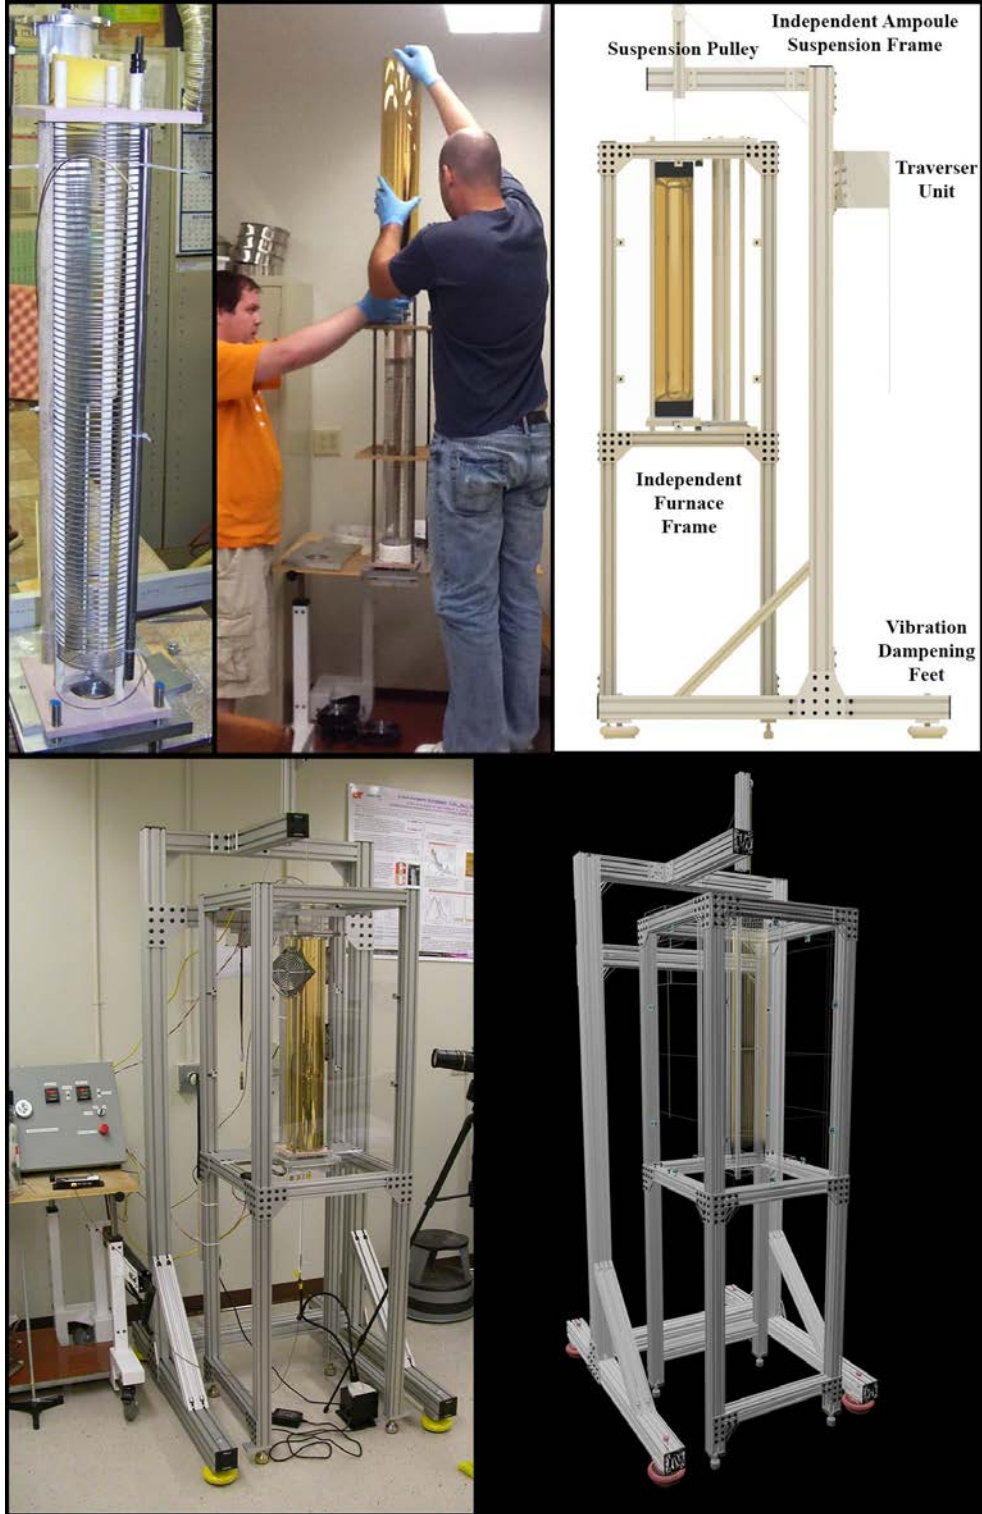 Suspension Pulley
Independent Ampoule
Suspension Frame
Traverser
Unit
Independent
Furnace
Frame
Vibration
Dampening
Feet